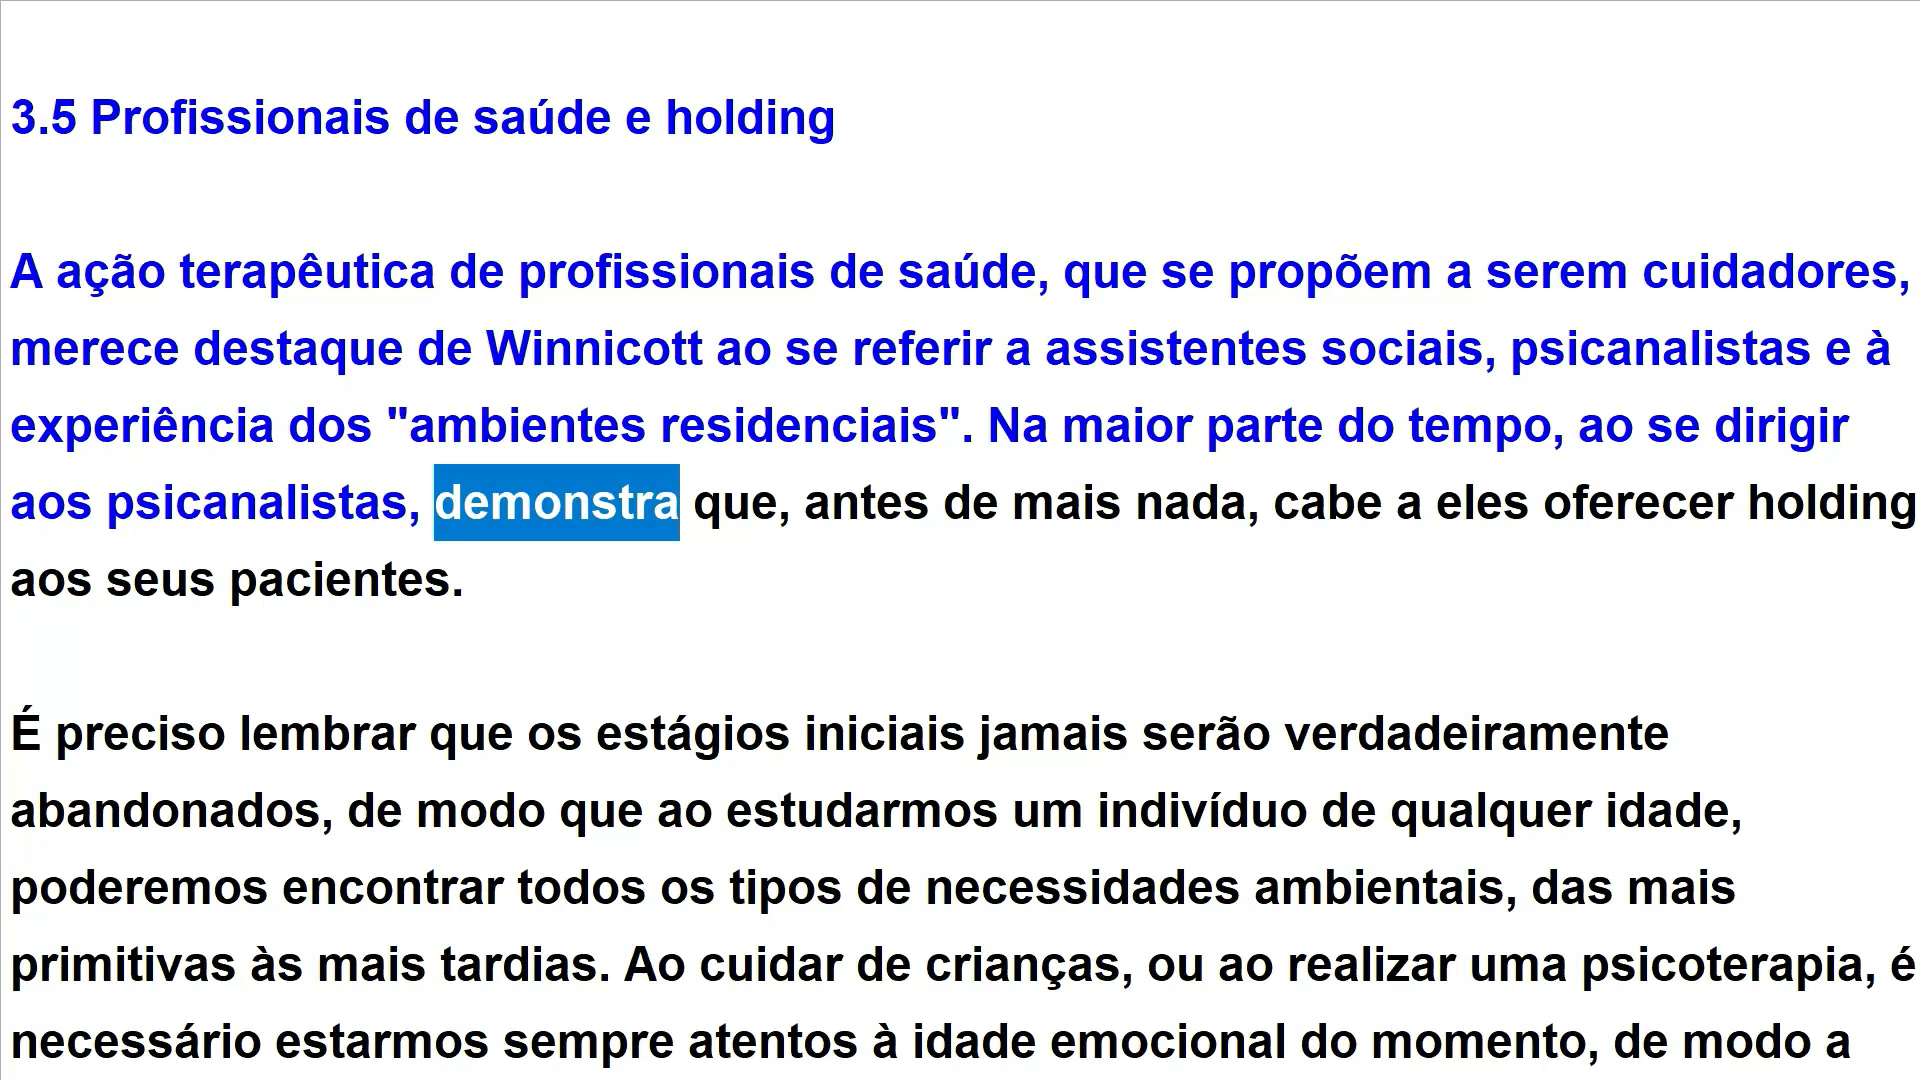 3.5 Profissionais de saúde e holding
A ação terapêutica de profissionais de saúde, que se propõem a serem cuidadores,
merece destaque de Winnicott ao se referir a assistentes sociais, psicanalistas e à
experiência dos "ambientes residenciais". Na maior parte do tempo, ao se dirigir
aos psicanalistas, demonstra que, antes de mais nada, cabe a eles oferecer holding
aos seus pacientes.
É preciso lembrar que os estágios iniciais jamais serão verdadeiramente
abandonados, de modo que ao estudarmos um indivíduo de qualquer idade,
poderemos encontrar todos os tipos de necessidades ambientais, das mais
primitivas às mais tardias. Ao cuidar de crianças, ou ao realizar uma psicoterapia, é
necessário estarmos sempre atentos à idade emocional do momento, de modo a